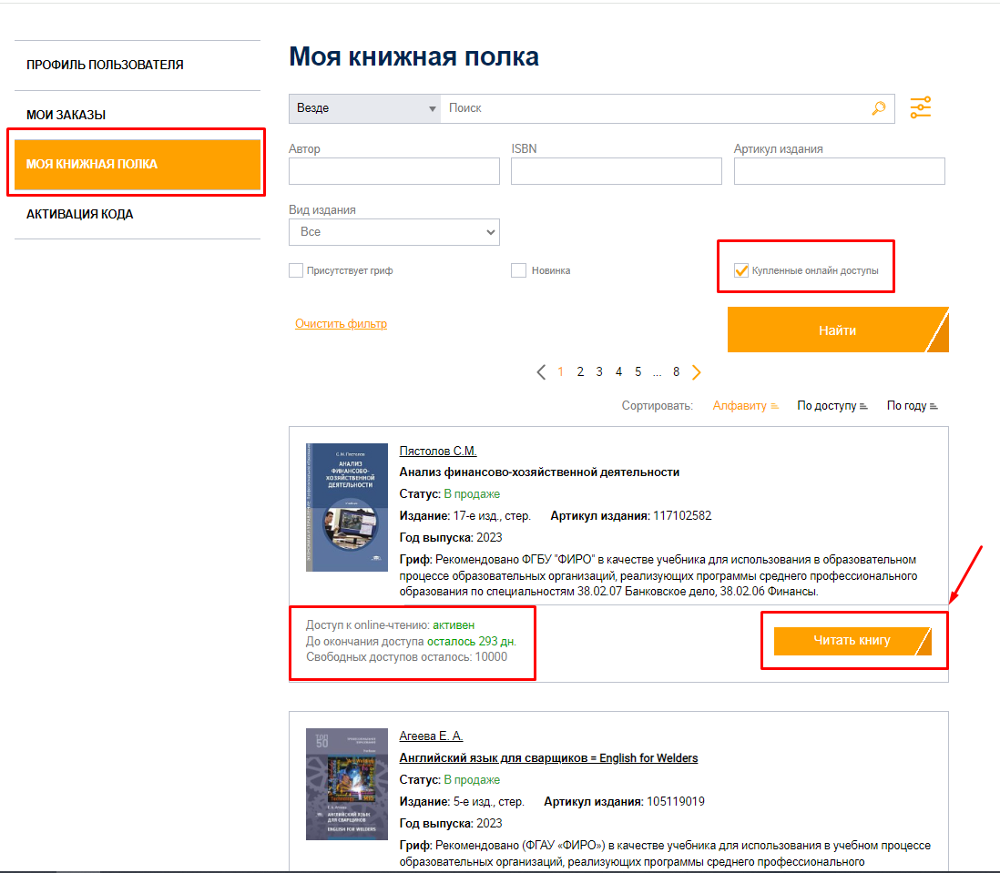 ПРОФИЛЬ ПОЛЬЗОВАТЕЛЯ
МОИ ЗАКАЗЫ
МОЯ КНИЖНАЯ ПОЛКА
АКТИВАЦИЯ КОДА
Моя книжная полка
Везде Поиск
Автор ISBN Артикул издания
Вид издания
Все
Присутствует гриф Новинка Купленные онлайн доступы
Очистить фильтр Найти
1 2 3 4 5 ... 8
Сортировать: Алфавиту По доступу По году
С.М. Пястолов
АНАЛИЗ
ФИНАНСОВО-
ХОЗЯЙСТВЕННОЙ
ДЕЯТЕЛЬНОСТИ
Пястолов С.М.
Анализ финансово-хозяйственной деятельности
Статус: В продаже
Издание: 17-е изд., стер. Артикул издания: 117102582
Год выпуска: 2023
Гриф: Рекомендовано ФГБУ "ФИРО" в качестве учебника для использования в образовательном
процессе образовательных организаций, реализующих программы среднего профессионального
образования по специальностям 38.02.07 Банковское дело, 38.02.06 Финансы.
Доступ к online-чтению: активен
До окончания доступа осталось 293 дн.
Свободных доступов осталось: 10000
Читать книгу
ТОП
50
Е. А. Агеева
АНГЛИЙСКИЙ ЯЗЫК
ДЛЯ СВАРЩИКОВ
ENGLISH FOR WELDERS
Агеева Е. А.
Английский язык для сварщиков = English for Welders
Статус: В продаже
Издание: 5-е изд., стер. Артикул издания: 105119019
Год выпуска: 2023
Гриф: Рекомендовано (ФГАУ «ФИРО») в качестве учебника для использования в учебном процессе
образовательных организаций, реализующих программы среднего профессионального